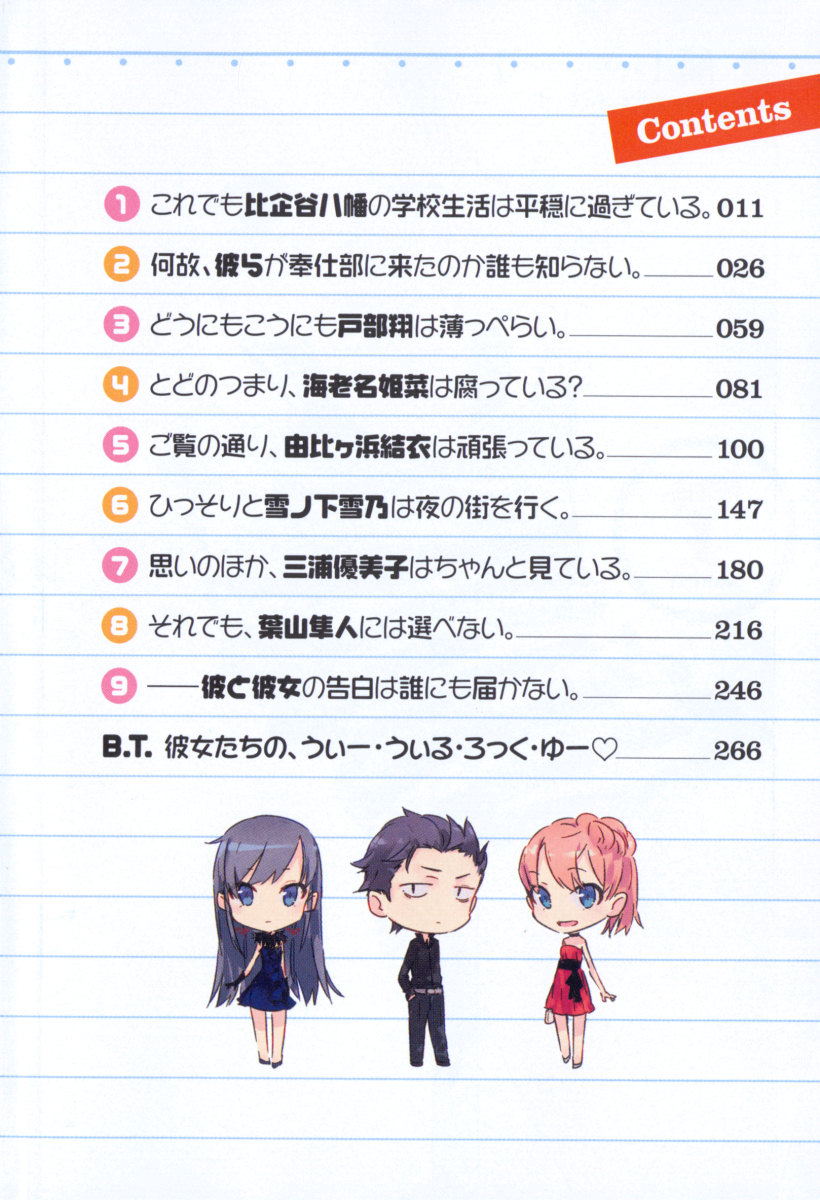 Contents
1 これでも比企谷八幡の学校生活は平穏に過ぎている。011
2 何故、彼らが奉仕部に来たのか誰も知らない。026
3 どうにもこうにも戸部翔は薄っぺらい。059
4 とどのつまり、海老名姫菜は腐っている？081
5 ご覧の通り、由比ヶ浜結衣は頑張っている。100
6 ひっそりと雪ノ下雪乃は夜の街を行く。147
7 思いのほか、三浦優美子はちゃんと見ている。180
8 それでも、葉山隼人には選べない。216
9 ――彼と彼女の告白は誰にも届かない。246
B.T. 彼女たちの、うぃー・うぃる・ろっく・ゆー♡266